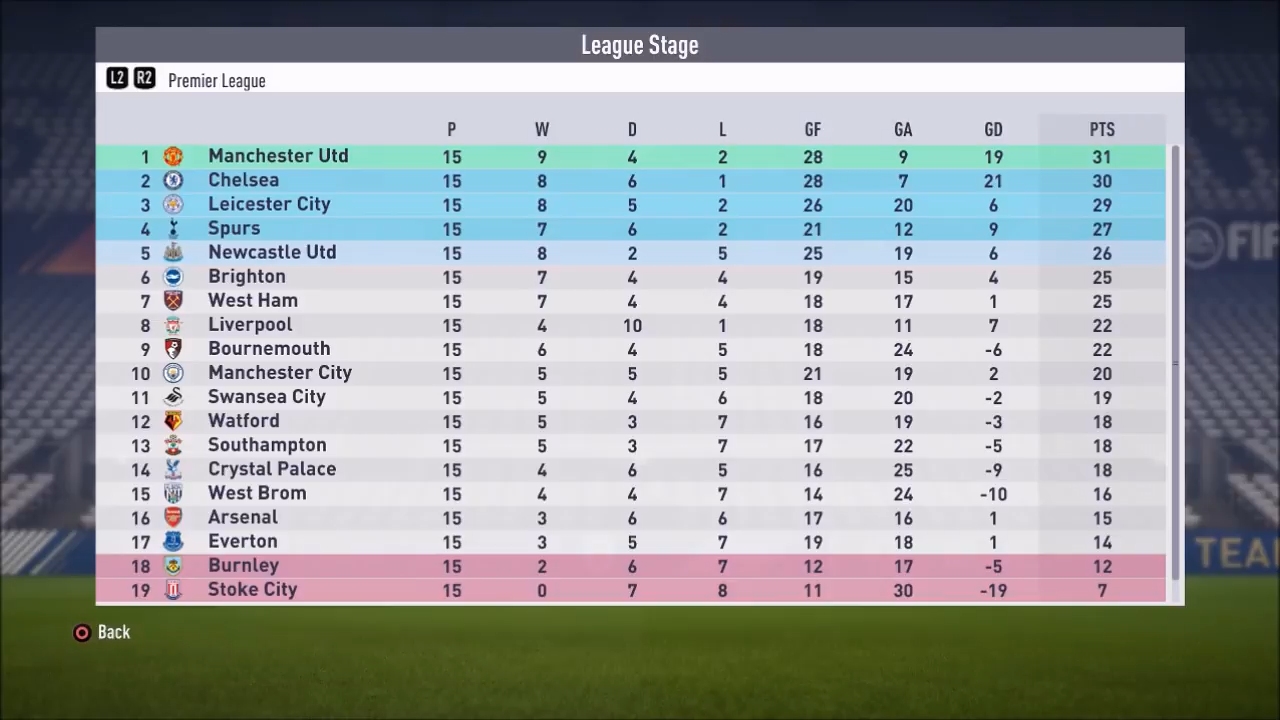 League Stage
L2 R2 Premier League
P W D L GF GA GD PTS
1 Manchester Utd 15 9 4 2 28 9 19 31
2 Chelsea 15 8 6 1 28 7 21 30
3 Leicester City 15 8 5 2 26 20 6 29
4 Spurs 15 7 6 2 21 12 9 27
5 Newcastle Utd 15 8 2 5 25 19 6 26
6 Brighton 15 7 4 4 19 15 4 25
7 West Ham 15 7 4 4 18 17 1 25
8 Liverpool 15 4 10 1 18 11 7 22
9 Bournemouth 15 6 4 5 18 24 -6 22
10 Manchester City 15 5 5 5 21 19 2 20
11 Swansea City 15 5 4 6 18 20 -2 19
12 Watford 15 5 3 7 16 19 -3 18
13 Southampton 15 5 3 7 17 22 -5 18
14 Crystal Palace 15 4 6 5 16 25 -9 18
15 West Brom 15 4 4 7 14 24 -10 16
16 Arsenal 15 3 6 6 17 16 1 15
17 Everton 15 3 5 7 19 18 1 14
18 Burnley 15 2 6 7 12 17 -5 12
19 Stoke City 15 0 7 8 11 30 -19 7
Back
FIF
TEA